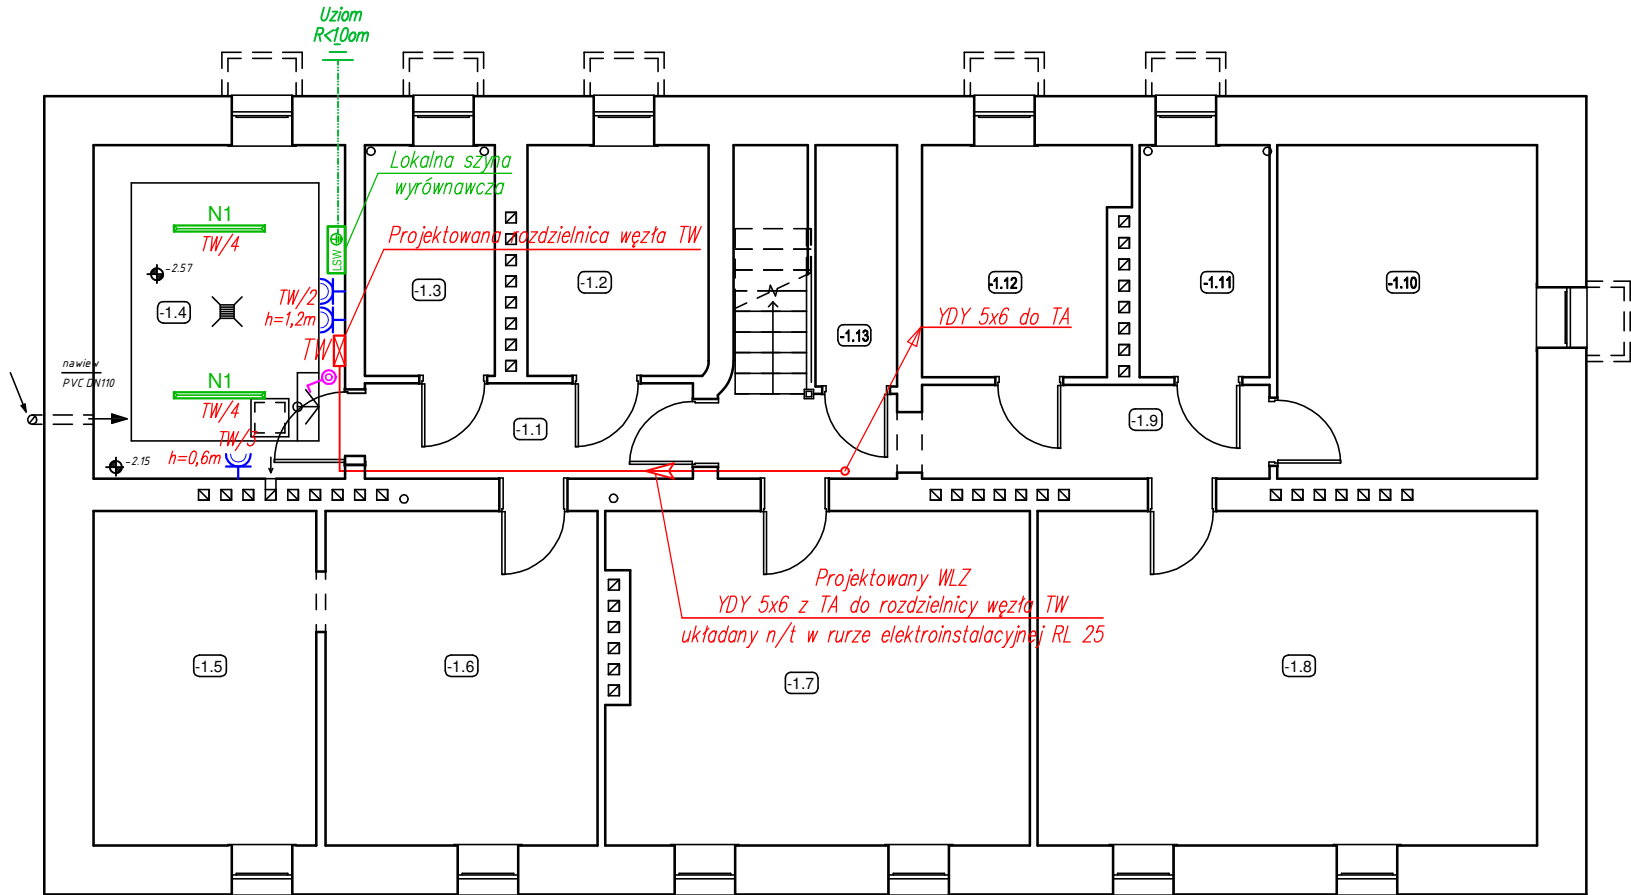 Uziom
R<10om
Lokalna szyna
wyrównawcza
N1
TW/4
LSW
Projektowana rozdzielnica węzła TW
-2.57
-1.4
TW/2
h=1,2m
-1.3
-1.2
-1.13
-1.12
-1.11
-1.10
YDY 5x6 do TA
TW
nawiew
PVC DN110
N1
TW/4
TW/3
h=0,6m
-2.15
-1.1
-1.9
Projektowany WLZ
YDY 5x6 z TA do rozdzielnicy węzła TW
układany n/t w rurze elektroinstalacyjnej RL 25
-1.5
-1.6
-1.7
-1.8